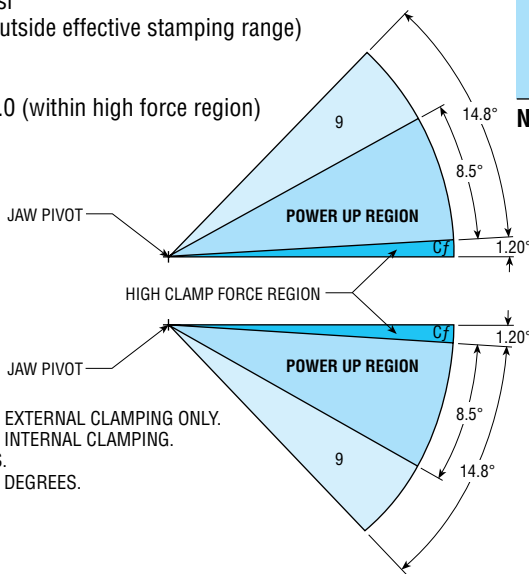 outside effective stamping range)
.0 (within high force region)
9
14.8°
8.5°
JAW PIVOT
POWER UP REGION
Cf
1.20°
HIGH CLAMP FORCE REGION
Cf
1.20°
JAW PIVOT
POWER UP REGION
EXTERNAL CLAMPING ONLY.
INTERNAL CLAMPING.
8.5°
9
14.8°
DEGREES.